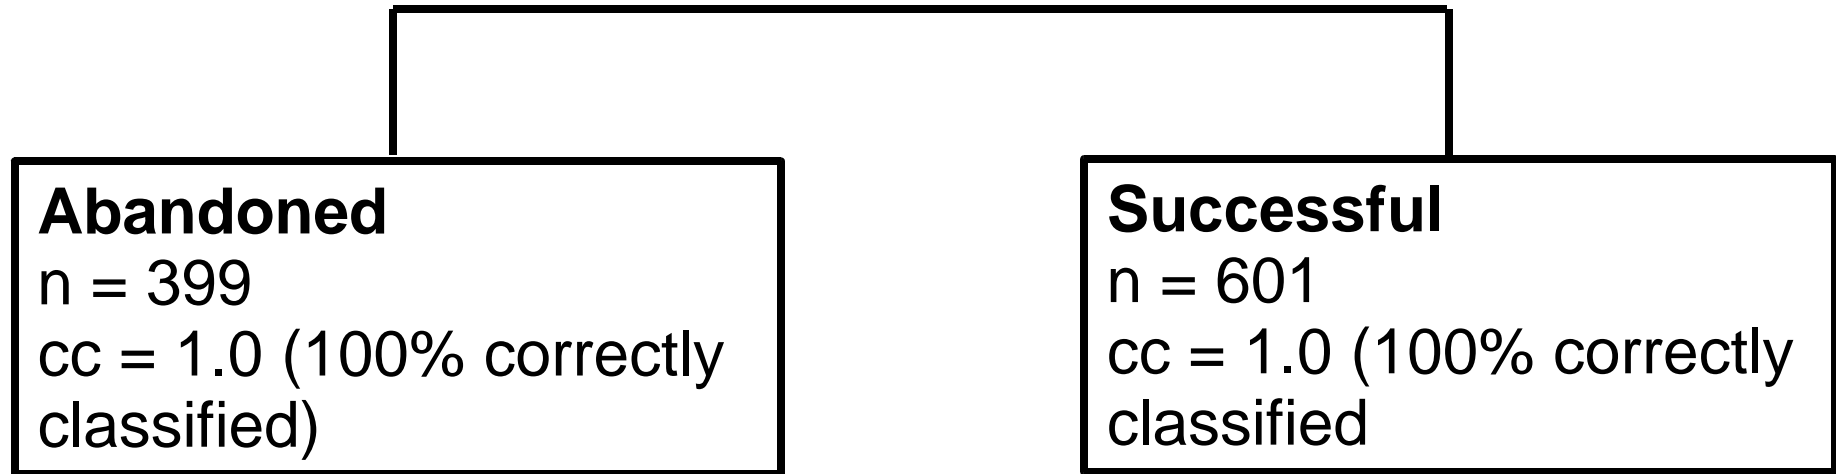 Abandoned
n = 399
cc = 1.0 (100% correctly
classified)
Successful
n = 601
cc = 1.0 (100% correctly
classified